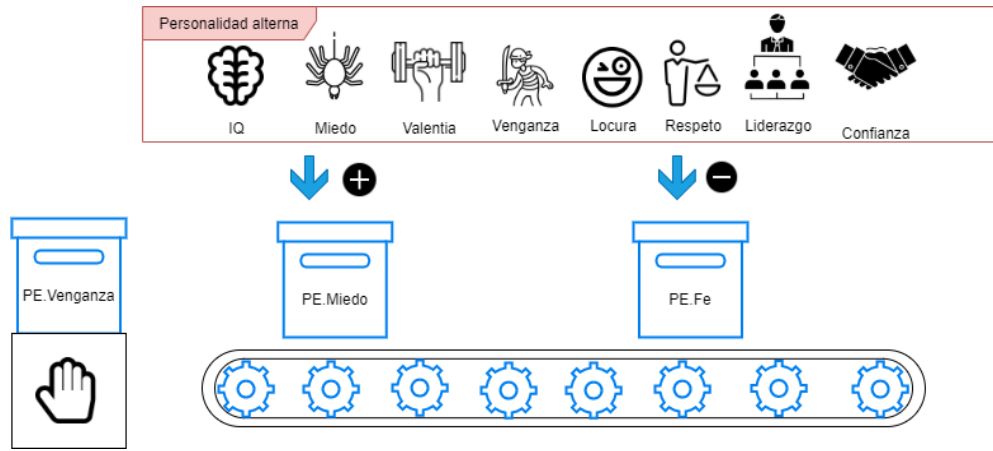 Personalidad alterna
IQ
Miedo
Valentia
Venganza
Locura
Respeto
Liderazgo
Confianza
PE.Venganza
PE.Miedo
PE.Fe